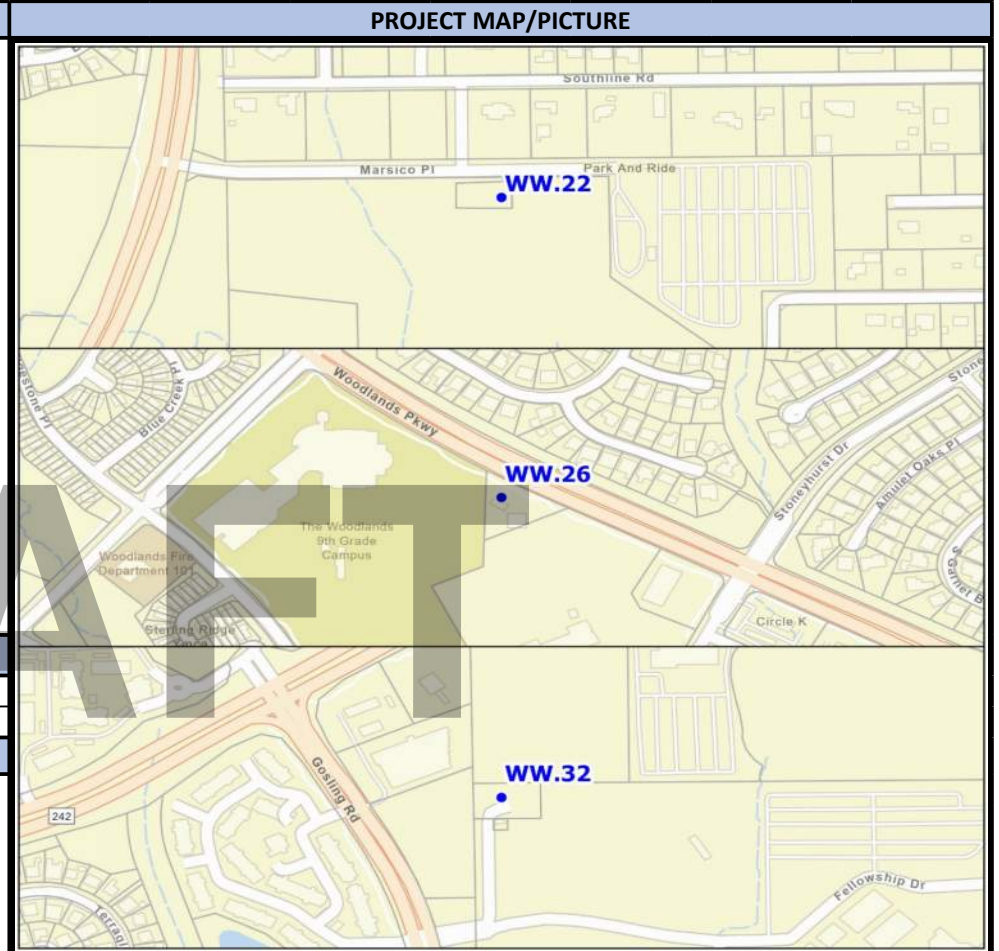 PROJECT MAP/PICTURE
Southline Rd
Marsico Pl
Park And Ride
WW.22
Woodlands Pkwy
Blue Creek Pl
WW.26
Stoneyhurst Dr
Amulet Oaks Pl
The Woodlands
9th Grade
Campus
Woodlands Fire
Department 101
Sterling Ridge
Circle K
AFT
WW.32
Gosling Rd
242
Fellowship Dr